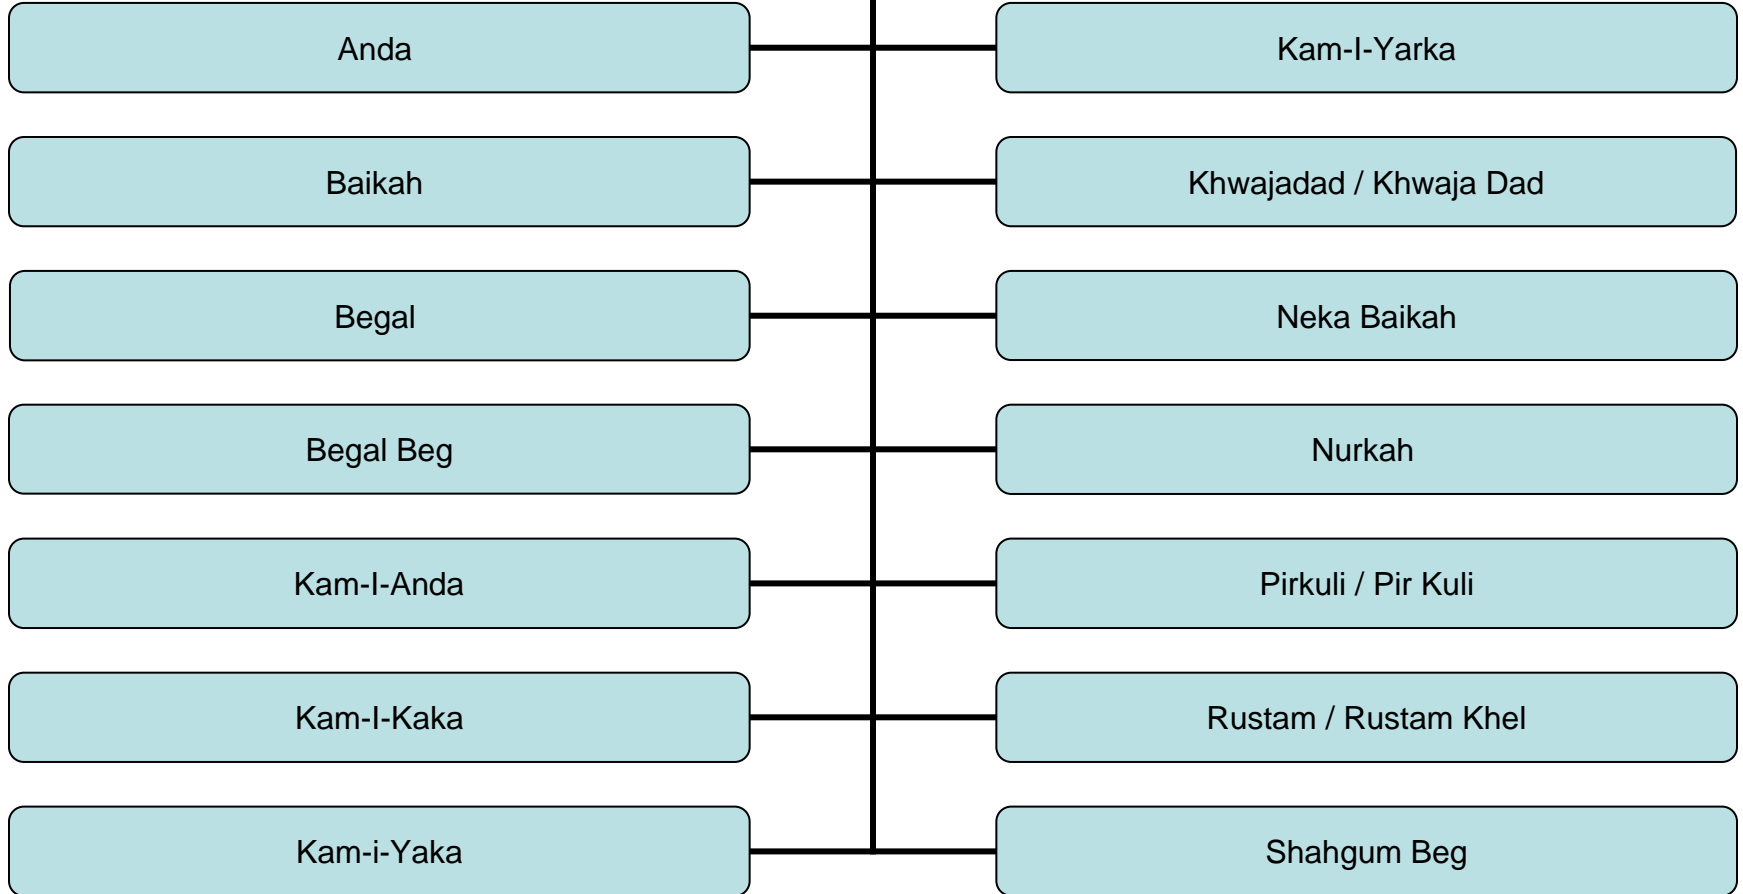 Anda
Kam-I-Yarka
Baikah
Khwajadad / Khwaja Dad
Begal
Neka Baikah
Begal Beg
Nurkah
Kam-I-Anda
Pirkuli / Pir Kuli
Kam-I-Kaka
Rustam / Rustam Khel
Kam-i-Yaka
Shahgum Beg